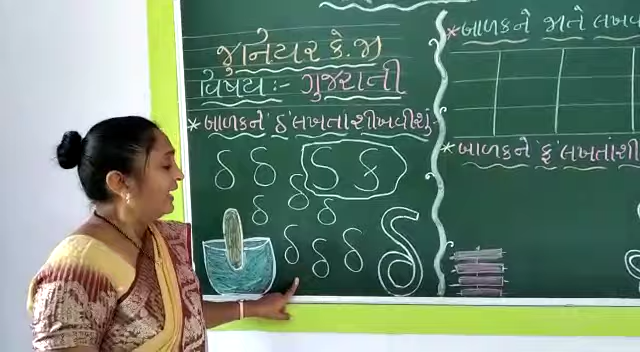 જુનિયર કે.જી
વિષય:- ગુજરાતી
*બાળકને 'ઠ' લખતાં શીખવીશું.
ઠ ઠ ઠ ક
ઠ ઠ ઠ
ઠ ઠ ઠ ઠ
*બાળકને જાતે લખવ
*બાળકને 'ફ' લખતાં શી